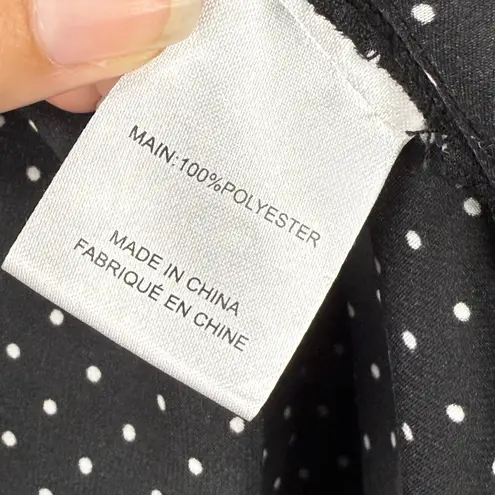 MAIN:100%POLYESTER
MADE IN CHINA
FABRIQUÉ EN CHINE